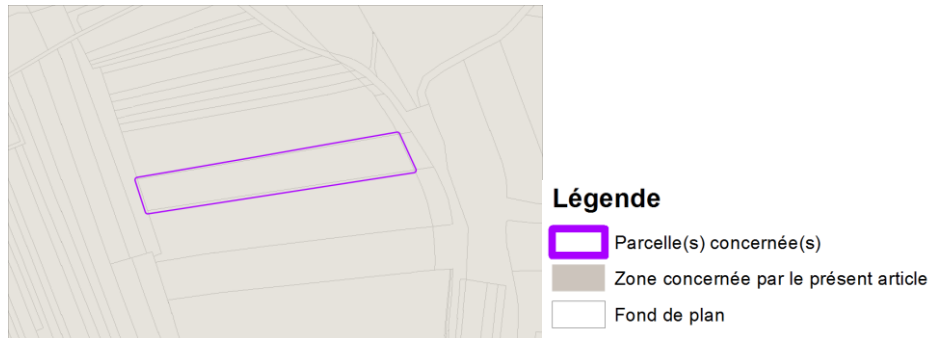 Légende
Parcelle(s) concernée(s)
Zone concernée par le présent article
Fond de plan